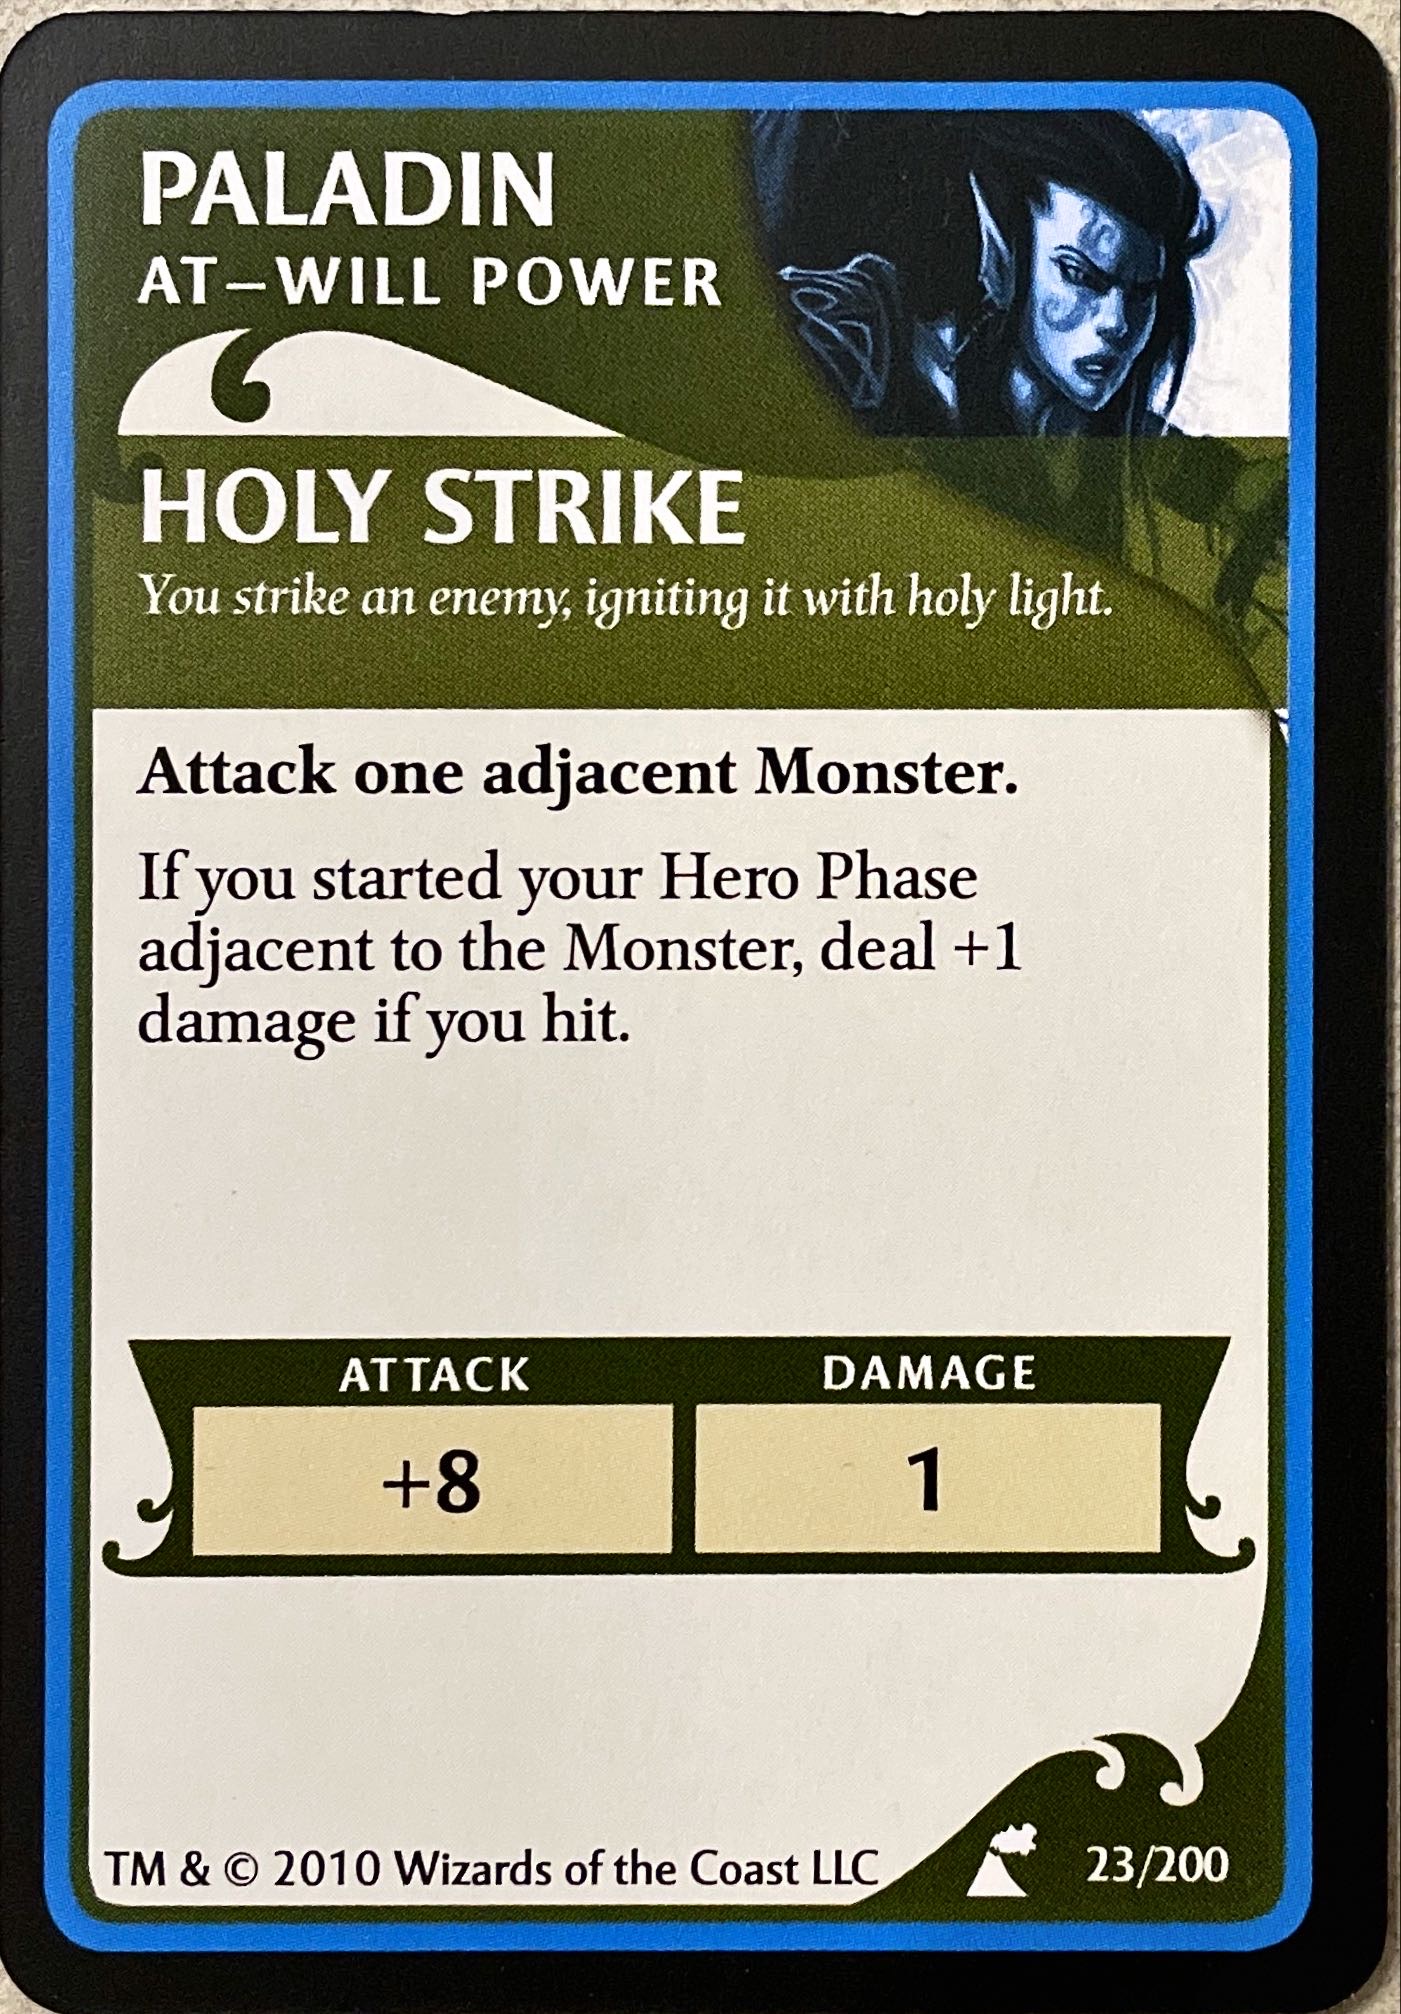 PALADIN
AT–WILL POWER
HOLY STRIKE
You strike an enemy, igniting it with holy light.
Attack one adjacent Monster.
If you started your Hero Phase
adjacent to the Monster, deal +1
damage if you hit.
ATTACK DAMAGE
+8 1
TM & © 2010 Wizards of the Coast LLC 23/200